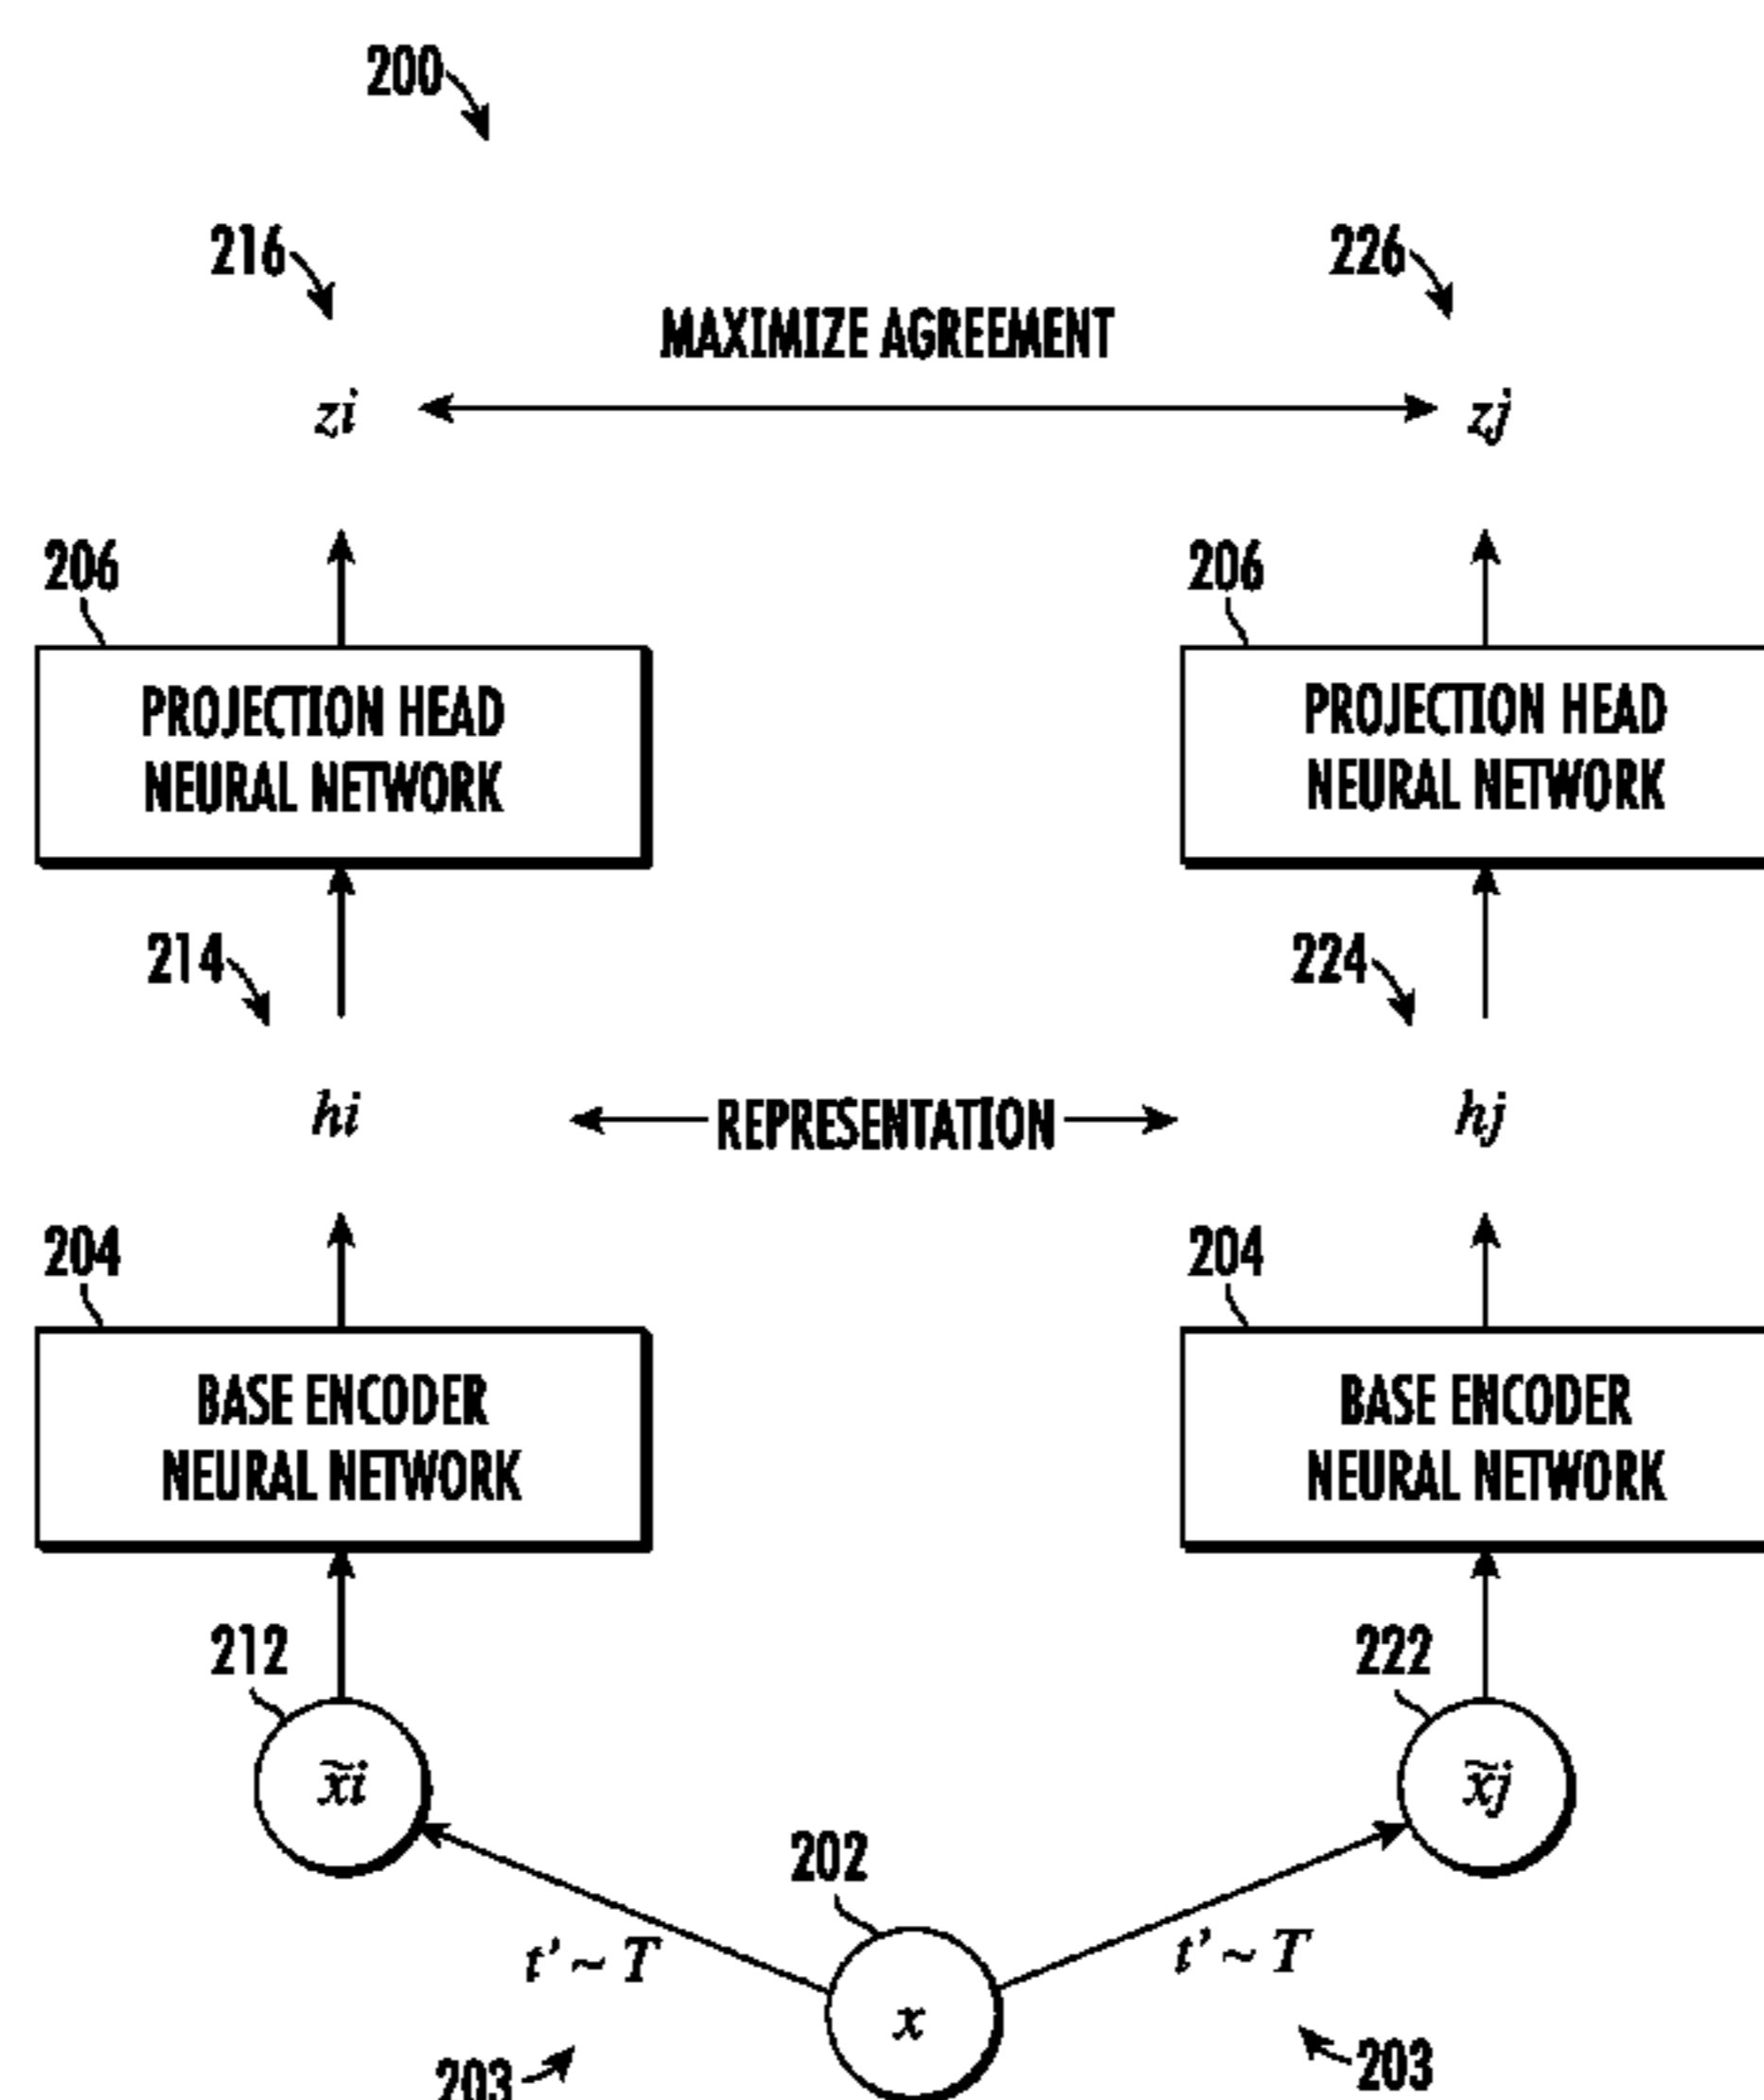 200
216
226
MAXIMIZE AGREEMENT
zi
zj
206
206
PROJECTION HEAD
NEURAL NETWORK
PROJECTION HEAD
NEURAL NETWORK
214
224
hi
REPRESENTATION
hj
204
204
BASE ENCODER
NEURAL NETWORK
BASE ENCODER
NEURAL NETWORK
212
222
x̃i
x̃j
202
t' ~ T
t' ~ T
x
203
203